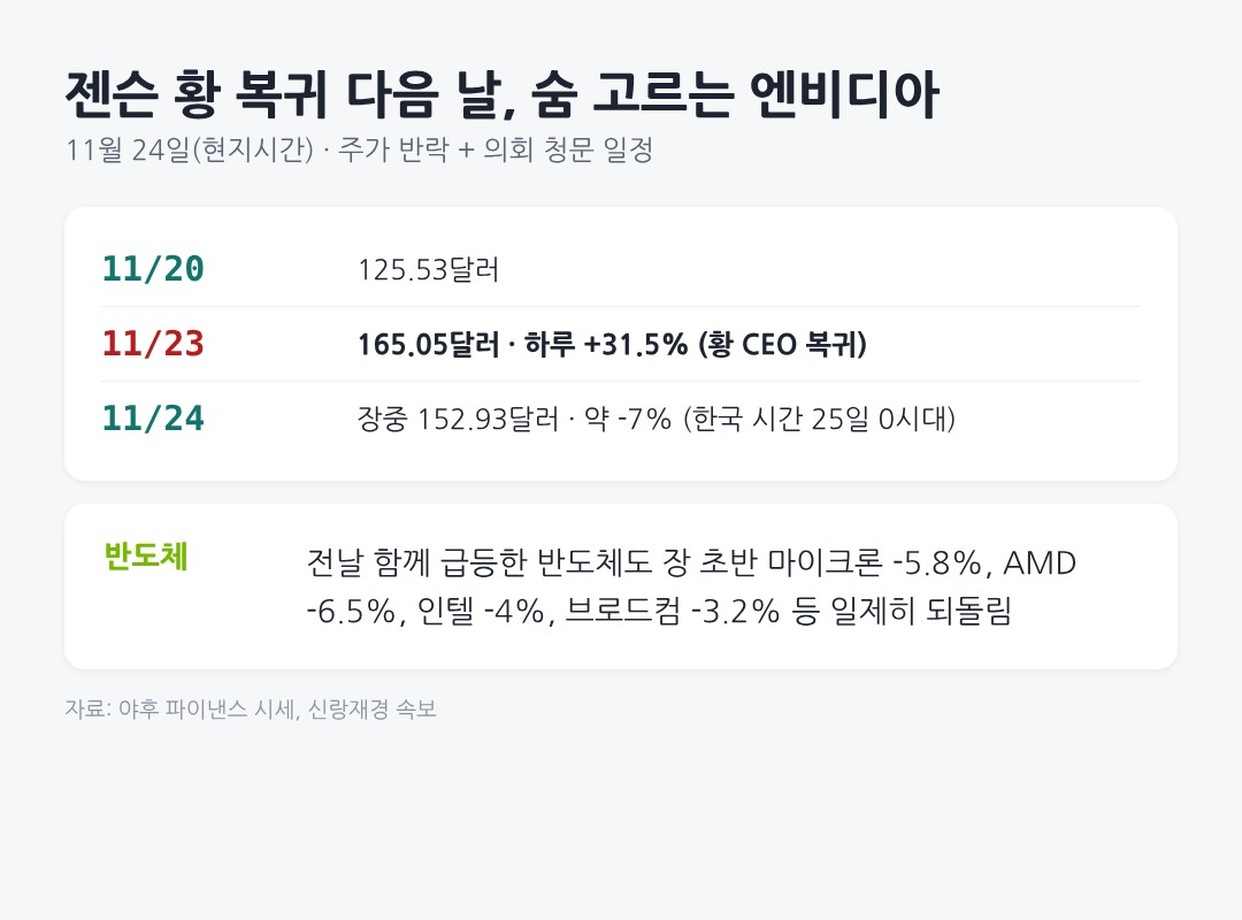 젠슨 황 복귀 다음 날, 숨 고르는 엔비디아
11월 24일(현지시간) · 주가 반락 + 의회 청문 일정
11/20 125.53달러
11/23 165.05달러 · 하루 +31.5% (황 CEO 복귀)
11/24 장중 152.93달러 · 약 -7% (한국 시간 25일 0시대)
반도체 전날 함께 급등한 반도체도 장 초반 마이크론 -5.8%, AMD
-6.5%, 인텔 -4%, 브로드컴 -3.2% 등 일제히 되돌림
자료: 야후 파이낸스 시세, 신랑재경 속보